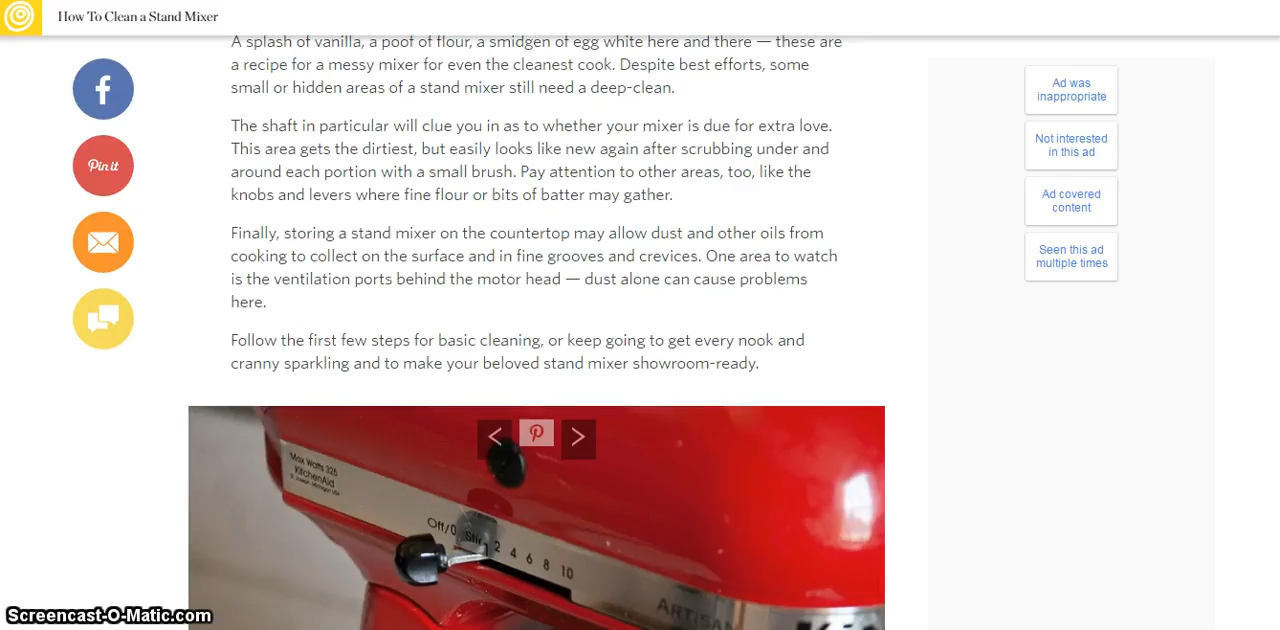 How To Clean a Stand Mixer
A splash of vanilla, a poof of flour, a smidgen of egg white here and there — these are
a recipe for a messy mixer for even the cleanest cook. Despite best efforts, some
small or hidden areas of a stand mixer still need a deep-clean.
The shaft in particular will clue you in as to whether your mixer is due for extra love.
This area gets the dirtiest, but easily looks like new again after scrubbing under and
around each portion with a small brush. Pay attention to other areas, too, like the
knobs and levers where fine flour or bits of batter may gather.
Finally, storing a stand mixer on the countertop may allow dust and other oils from
cooking to collect on the surface and in fine grooves and crevices. One area to watch
is the ventilation ports behind the motor head — dust alone can cause problems
here.
Follow the first few steps for basic cleaning, or keep going to get every nook and
cranny sparkling and to make your beloved stand mixer showroom-ready.
f
Pin it
Ad was
inappropriate
Not interested
in this ad
Ad covered
content
Seen this ad
multiple times
< >
Max Watts 325
KitchenAid
St. Joseph, Michigan USA
Off/0 Stir 2 4 6 8 10
ARTISAN
Screencast-O-Matic.com